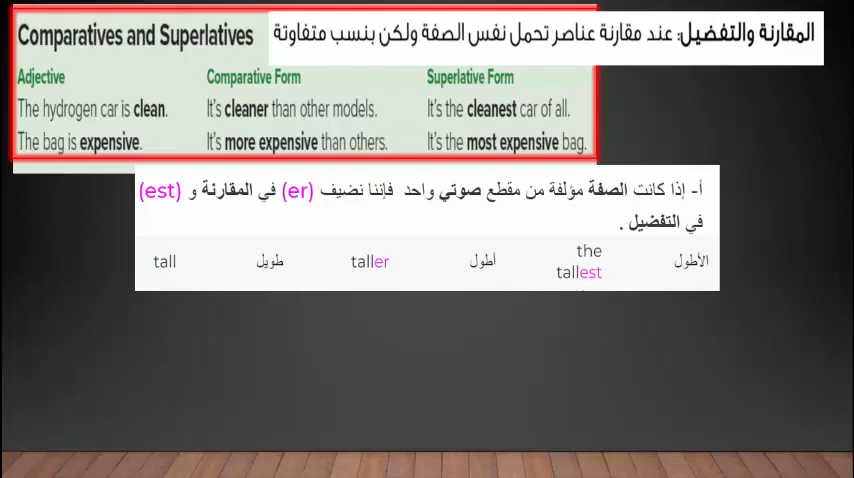 Comparatives and Superlatives
المقارنة والتفضيل: عند مقارنة عناصر تحمل نفس الصفة ولكن بنسب متفاوتة
Adjective Comparative Form Superlative Form
The hydrogen car is clean. It's cleaner than other models. It's the cleanest car of all.
The bag is expensive. It's more expensive than others. It's the most expensive bag.
أ- إذا كانت الصفة مؤلفة من مقطع صوتي واحد فإننا نضيف (er) في المقارنة و (est)
في التفضيل .
tall طويل taller أطول the tallest الأطول